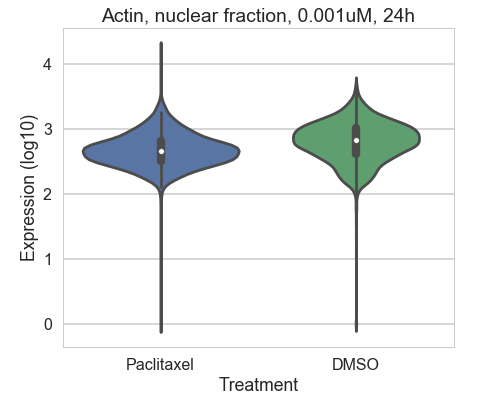 Actin, nuclear fraction, 0.001uM, 24h
Expression (log10)
4
3
2
1
0
Paclitaxel
DMSO
Treatment